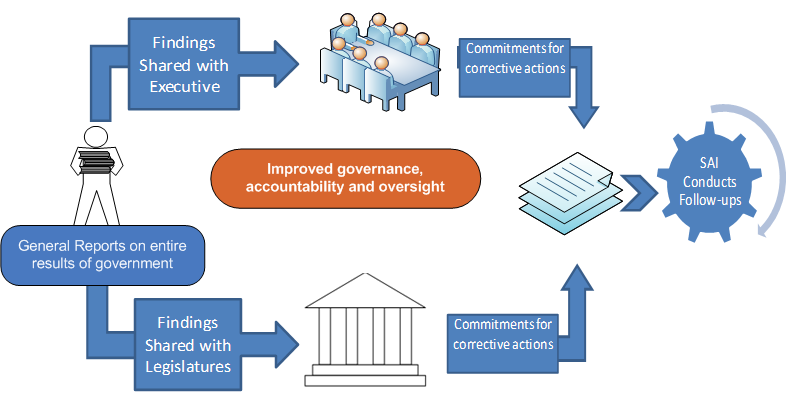 Findings
Shared with
Executive
Commitments for
corrective actions
Improved governance,
accountability and oversight
SAI
Conducts
Follow-ups
General Reports on entire
results of government
Findings
Shared with
Legislatures
Commitments for
corrective actions